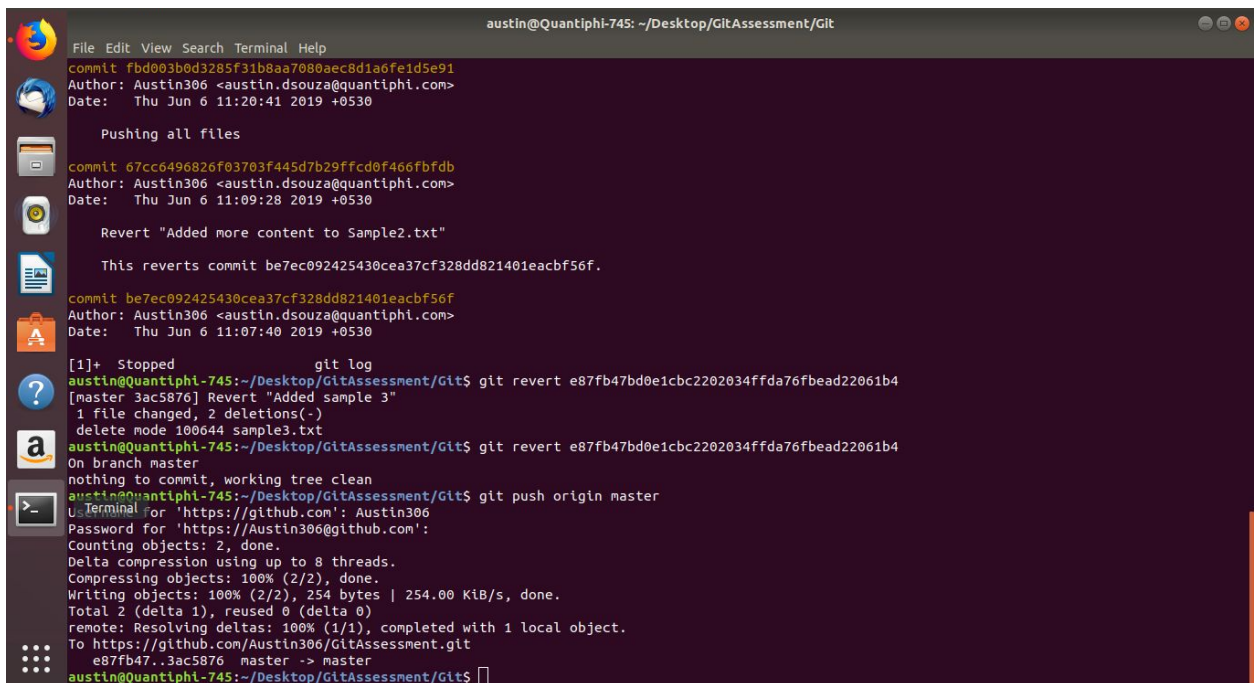 austin@Quantiphi-745: ~/Desktop/GitAssessment/Git
File Edit View Search Terminal Help
commit fbd003b0d3285f31b8aa7080aec8d1a6fe1d5e91
Author: Austin306 <austin.dsouza@quantiphi.com>
Date:   Thu Jun 6 11:20:41 2019 +0530
Pushing all files
commit 67cc6496826f03703f445d7b29ffcd0f466fbfdb
Author: Austin306 <austin.dsouza@quantiphi.com>
Date:   Thu Jun 6 11:09:28 2019 +0530
Revert "Added more content to Sample2.txt"
This reverts commit be7ec092425430cea37cf328dd821401eacbf56f.
commit be7ec092425430cea37cf328dd821401eacbf56f
Author: Austin306 <austin.dsouza@quantiphi.com>
Date:   Thu Jun 6 11:07:40 2019 +0530
[1]+  Stopped                 git log
austin@Quantiphi-745:~/Desktop/GitAssessment/Git$ git revert e87fb47bd0e1cbc2202034ffda76fbead22061b4
[master 3ac5876] Revert "Added sample 3"
1 file changed, 2 deletions(-)
delete mode 100644 sample3.txt
austin@Quantiphi-745:~/Desktop/GitAssessment/Git$ git revert e87fb47bd0e1cbc2202034ffda76fbead22061b4
On branch master
nothing to commit, working tree clean
austin@Quantiphi-745:~/Desktop/GitAssessment/Git$ git push origin master
Username for 'https://github.com': Austin306
Terminal
Password for 'https://Austin306@github.com':
Counting objects: 2, done.
Delta compression using up to 8 threads.
Compressing objects: 100% (2/2), done.
Writing objects: 100% (2/2), 254 bytes | 254.00 KiB/s, done.
Total 2 (delta 1), reused 0 (delta 0)
remote: Resolving deltas: 100% (1/1), completed with 1 local object.
To https://github.com/Austin306/GitAssessment.git
e87fb47..3ac5876  master -> master
austin@Quantiphi-745:~/Desktop/GitAssessment/Git$